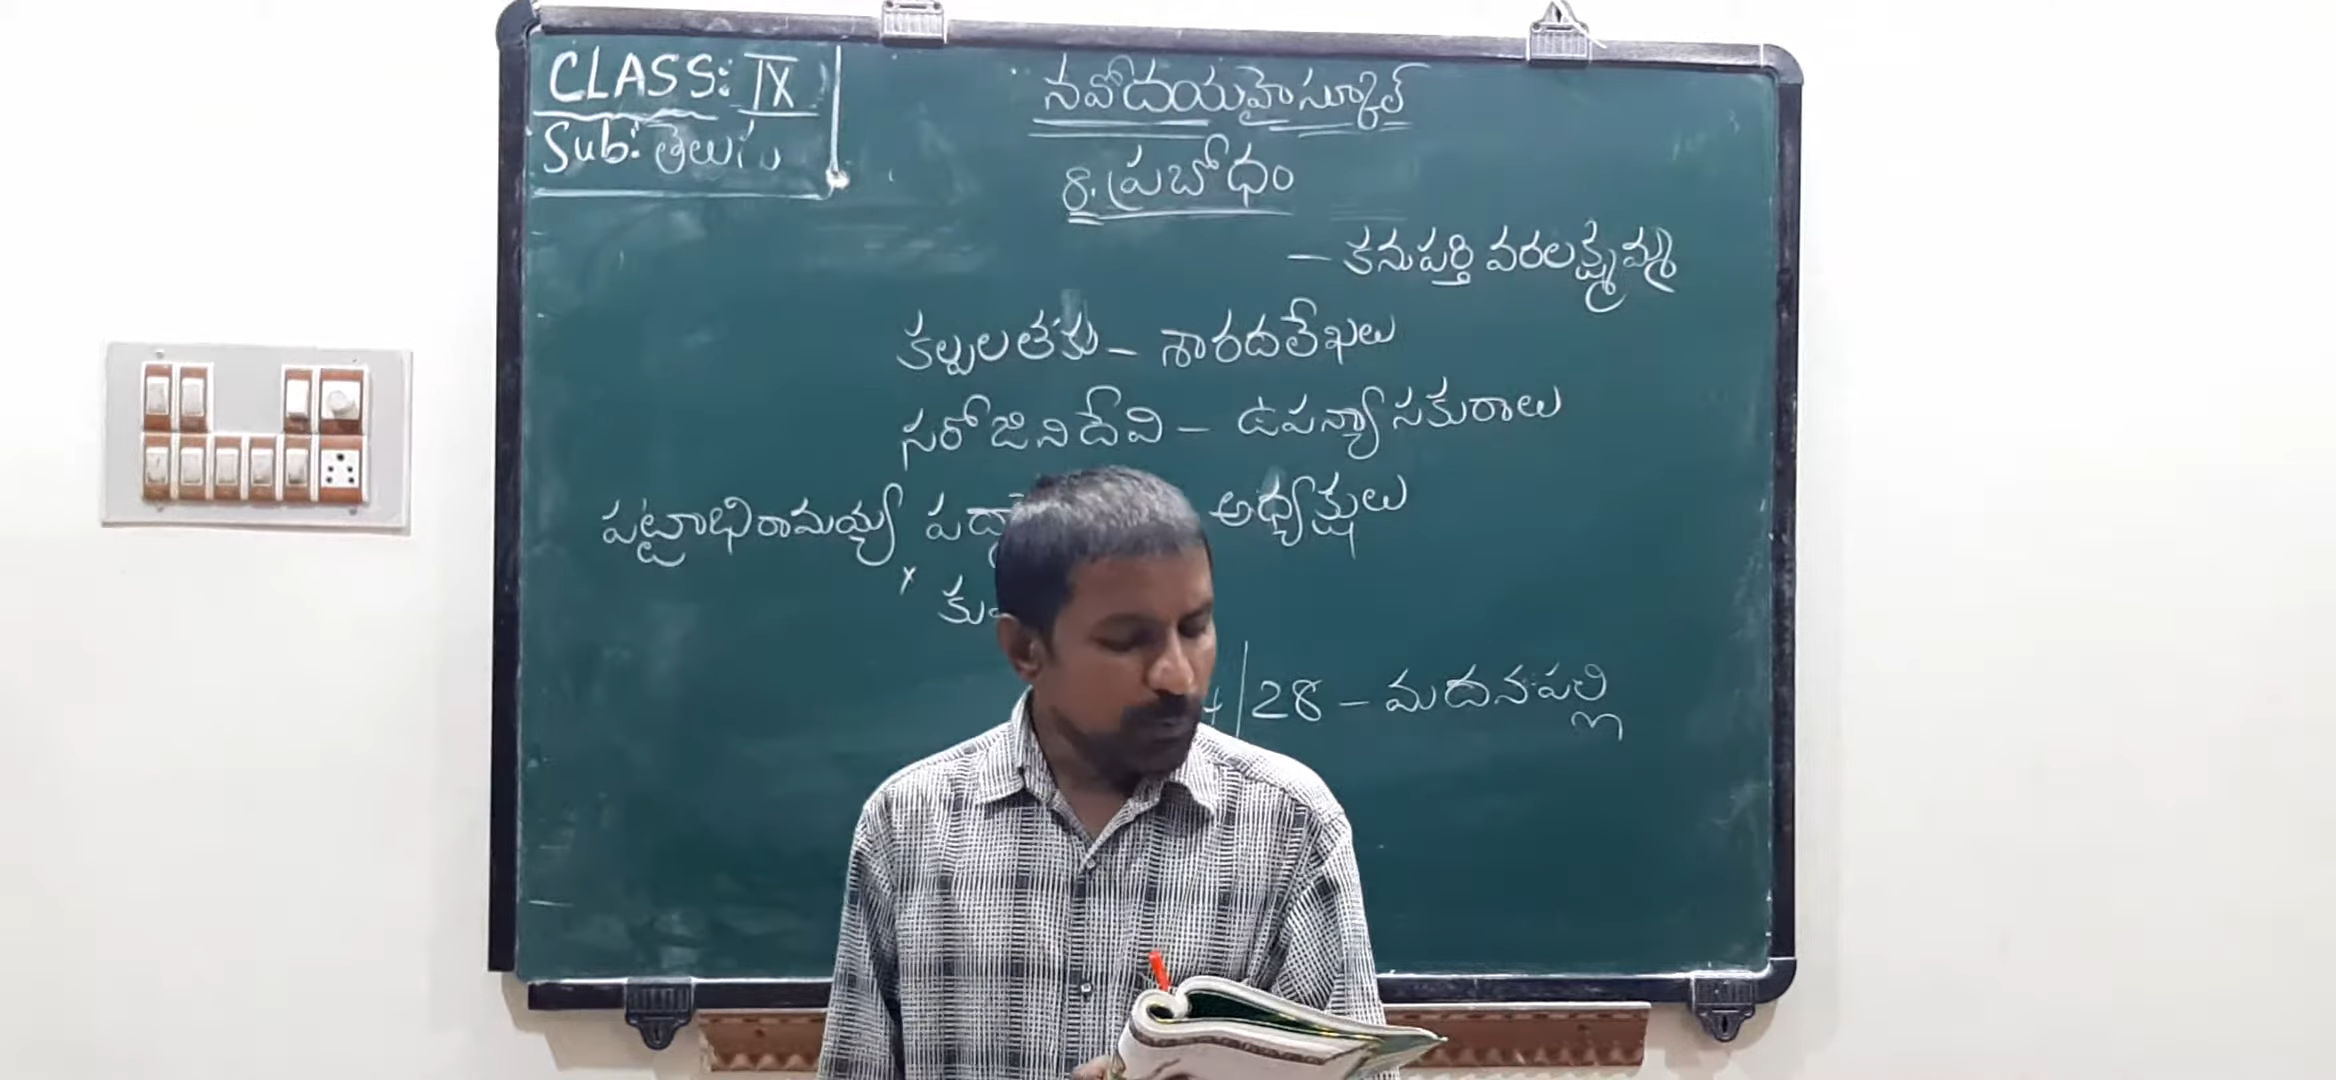 CLASS: IX
Sub: తెలుగు
నవోదయహైస్కూల్
8. ప్రబోధం
– కనుపర్తి వరలక్ష్మమ్మ
కల్పలతకు – శారదలేఖలు
సరోజినిదేవి – ఉపన్యాసకురాలు
పట్టాభిరామయ్య అధ్యక్షులు
/28 – మదనపల్లి